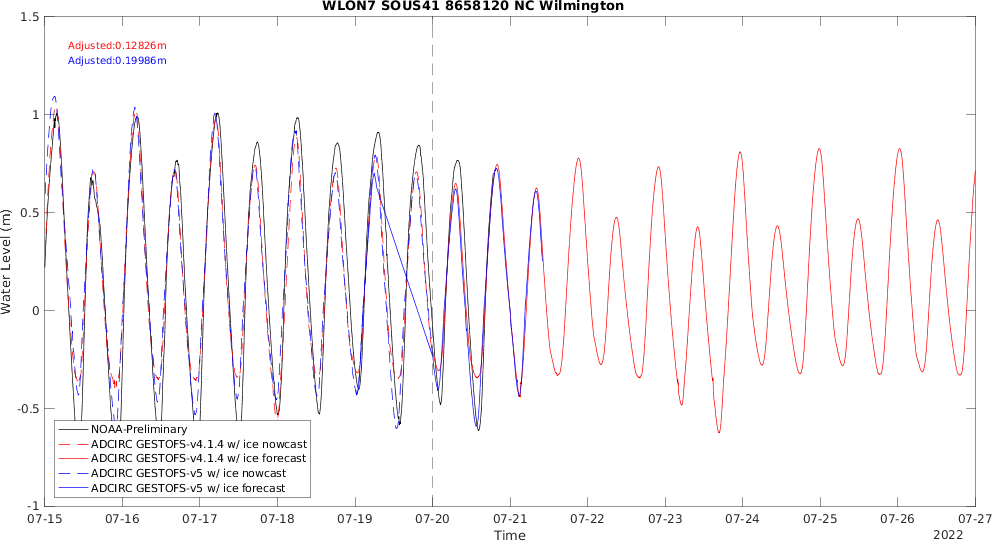 WLON7 SOUS41 8658120 NC Wilmington
Adjusted:0.12826m
Adjusted:0.19986m
1.5
1
0.5
0
-0.5
-1
Water Level (m)
NOAA-Preliminary
ADCIRC GESTOFS-v4.1.4 w/ ice nowcast
ADCIRC GESTOFS-v4.1.4 w/ ice forecast
ADCIRC GESTOFS-v5 w/ ice nowcast
ADCIRC GESTOFS-v5 w/ ice forecast
07-15 07-16 07-17 07-18 07-19 07-20 07-21 07-22 07-23 07-24 07-25 07-26 07-27
Time
2022